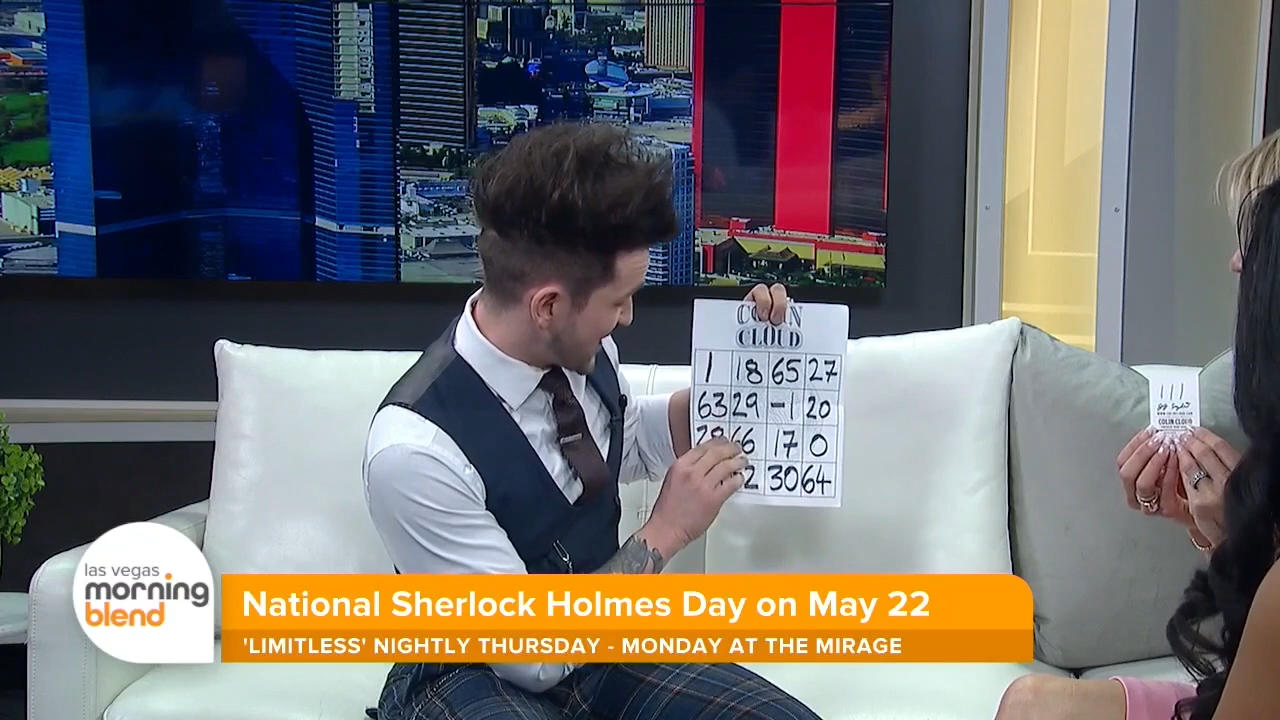 COLIN
CLOUD
1 18 65 27
63 29 -1 20
28 66 17 0
30 64
111
COLIN CLOUD
las vegas
morning
blend
National Sherlock Holmes Day on May 22
'LIMITLESS' NIGHTLY THURSDAY - MONDAY AT THE MIRAGE